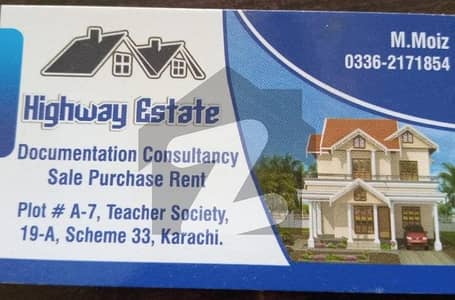 M.Moiz
0336-2171854
Highway Estate
Documentation Consultancy
Sale Purchase Rent
Plot # A-7, Teacher Society,
19-A, Scheme 33, Karachi.